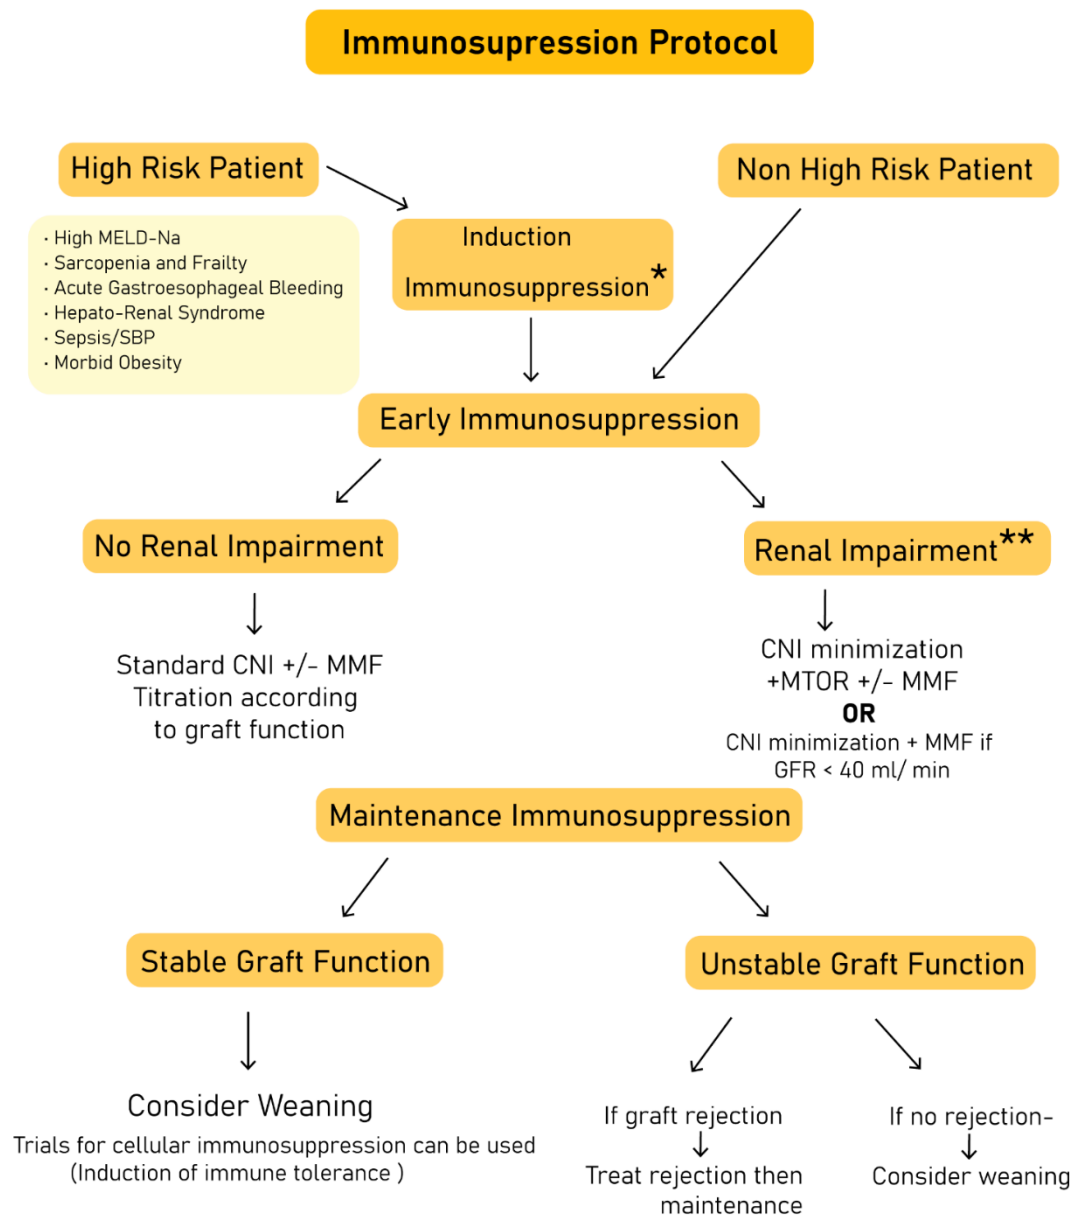 Immunosupression Protocol
High Risk Patient
Non High Risk Patient
· High MELD-Na
· Sarcopenia and Frailty
· Acute Gastroesophageal Bleeding
· Hepato-Renal Syndrome
· Sepsis/SBP
· Morbid Obesity
Induction
Immunosuppression*
Early Immunosuppression
No Renal Impairment
Renal Impairment**
Standard CNI +/- MMF
Titration according
to graft function
CNI minimization
+MTOR +/- MMF
OR
CNI minimization + MMF if
GFR < 40 ml/ min
Maintenance Immunosuppression
Stable Graft Function
Unstable Graft Function
Consider Weaning
Trials for cellular immunosuppression can be used
(Induction of immune tolerance )
If graft rejection
Treat rejection then
maintenance
If no rejection-
Consider weaning